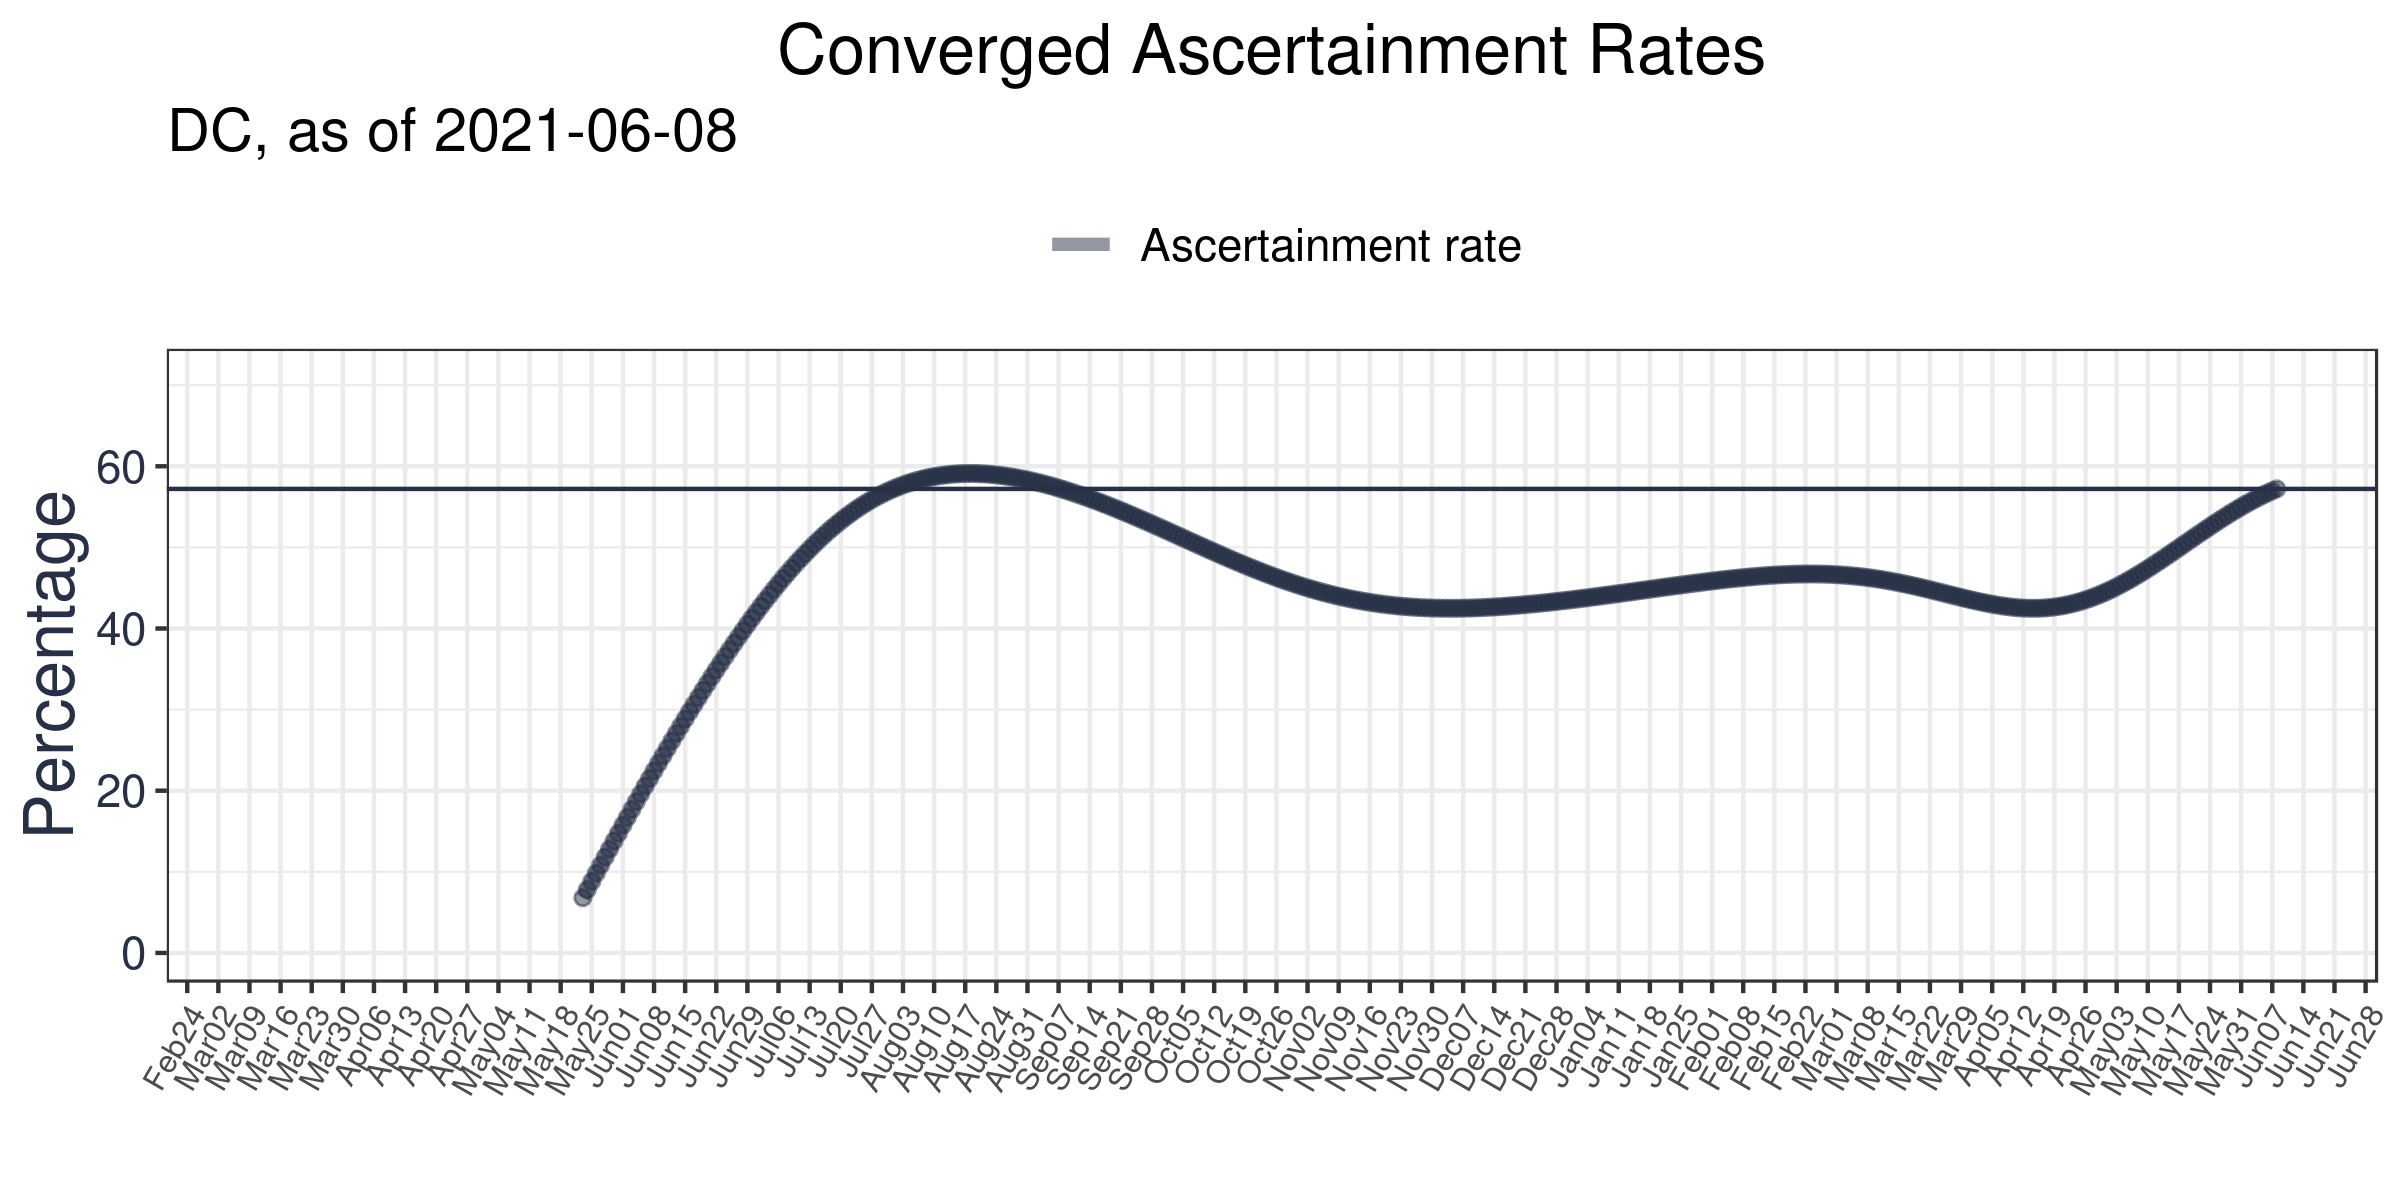 Converged Ascertainment Rates
DC, as of 2021-06-08
Ascertainment rate
Percentage
60
40
20
0
Feb24
Mar02
Mar09
Mar16
Mar23
Mar30
Apr06
Apr13
Apr20
Apr27
May04
May11
May18
May25
Jun01
Jun08
Jun15
Jun22
Jun29
Jul06
Jul13
Jul20
Jul27
Aug03
Aug10
Aug17
Aug24
Aug31
Sep07
Sep14
Sep21
Sep28
Oct05
Oct12
Oct19
Oct26
Nov02
Nov09
Nov16
Nov23
Nov30
Dec07
Dec14
Dec21
Dec28
Jan04
Jan11
Jan18
Jan25
Feb01
Feb08
Feb15
Feb22
Mar01
Mar08
Mar15
Mar22
Mar29
Apr05
Apr12
Apr19
Apr26
May03
May10
May17
May24
May31
Jun07
Jun14
Jun21
Jun28